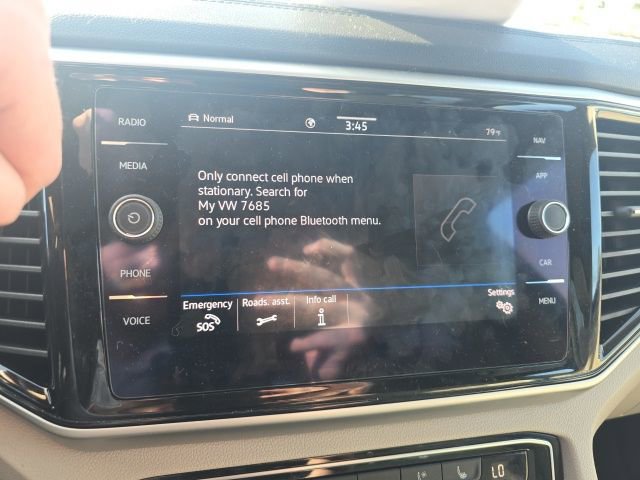 RADIO
Normal
3:45
79°F
NAV
MEDIA
Only connect cell phone when
stationary. Search for
My VW 7685
on your cell phone Bluetooth menu.
APP
PHONE
CAR
VOICE
Emergency
SOS
Roads. asst.
Info call
i
Settings
MENU
LO